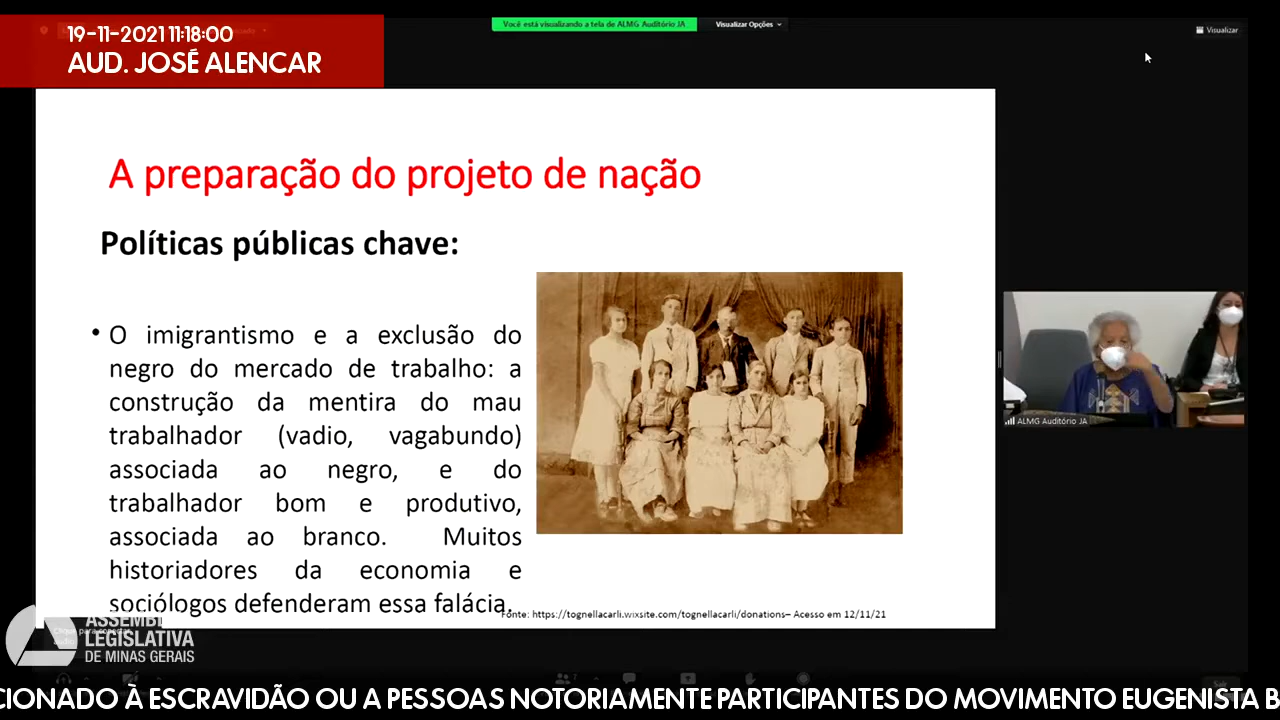 19-11-2021 11:18:00
AUD. JOSÉ ALENCAR
Você está visualizando a tela de ALMG Auditório JA
Visualizar Opções
Visualizar
A preparação do projeto de nação
Políticas públicas chave:
• O imigrantismo e a exclusão do
negro do mercado de trabalho: a
construção da mentira do mau
trabalhador (vadio, vagabundo)
associada ao negro, e do
trabalhador bom e produtivo,
associada ao branco. Muitos
historiadores da economia e
sociólogos defenderam essa falácia.
Fonte: https://tognellacarli.wixsite.com/tognellacarli/donations– Acesso em 12/11/21
ALMG Auditório JA
LEGISLATIVA
DE MINAS GERAIS
Sair
CIONADO À ESCRAVIDÃO OU A PESSOAS NOTORIAMENTE PARTICIPANTES DO MOVIMENTO EUGENISTA B